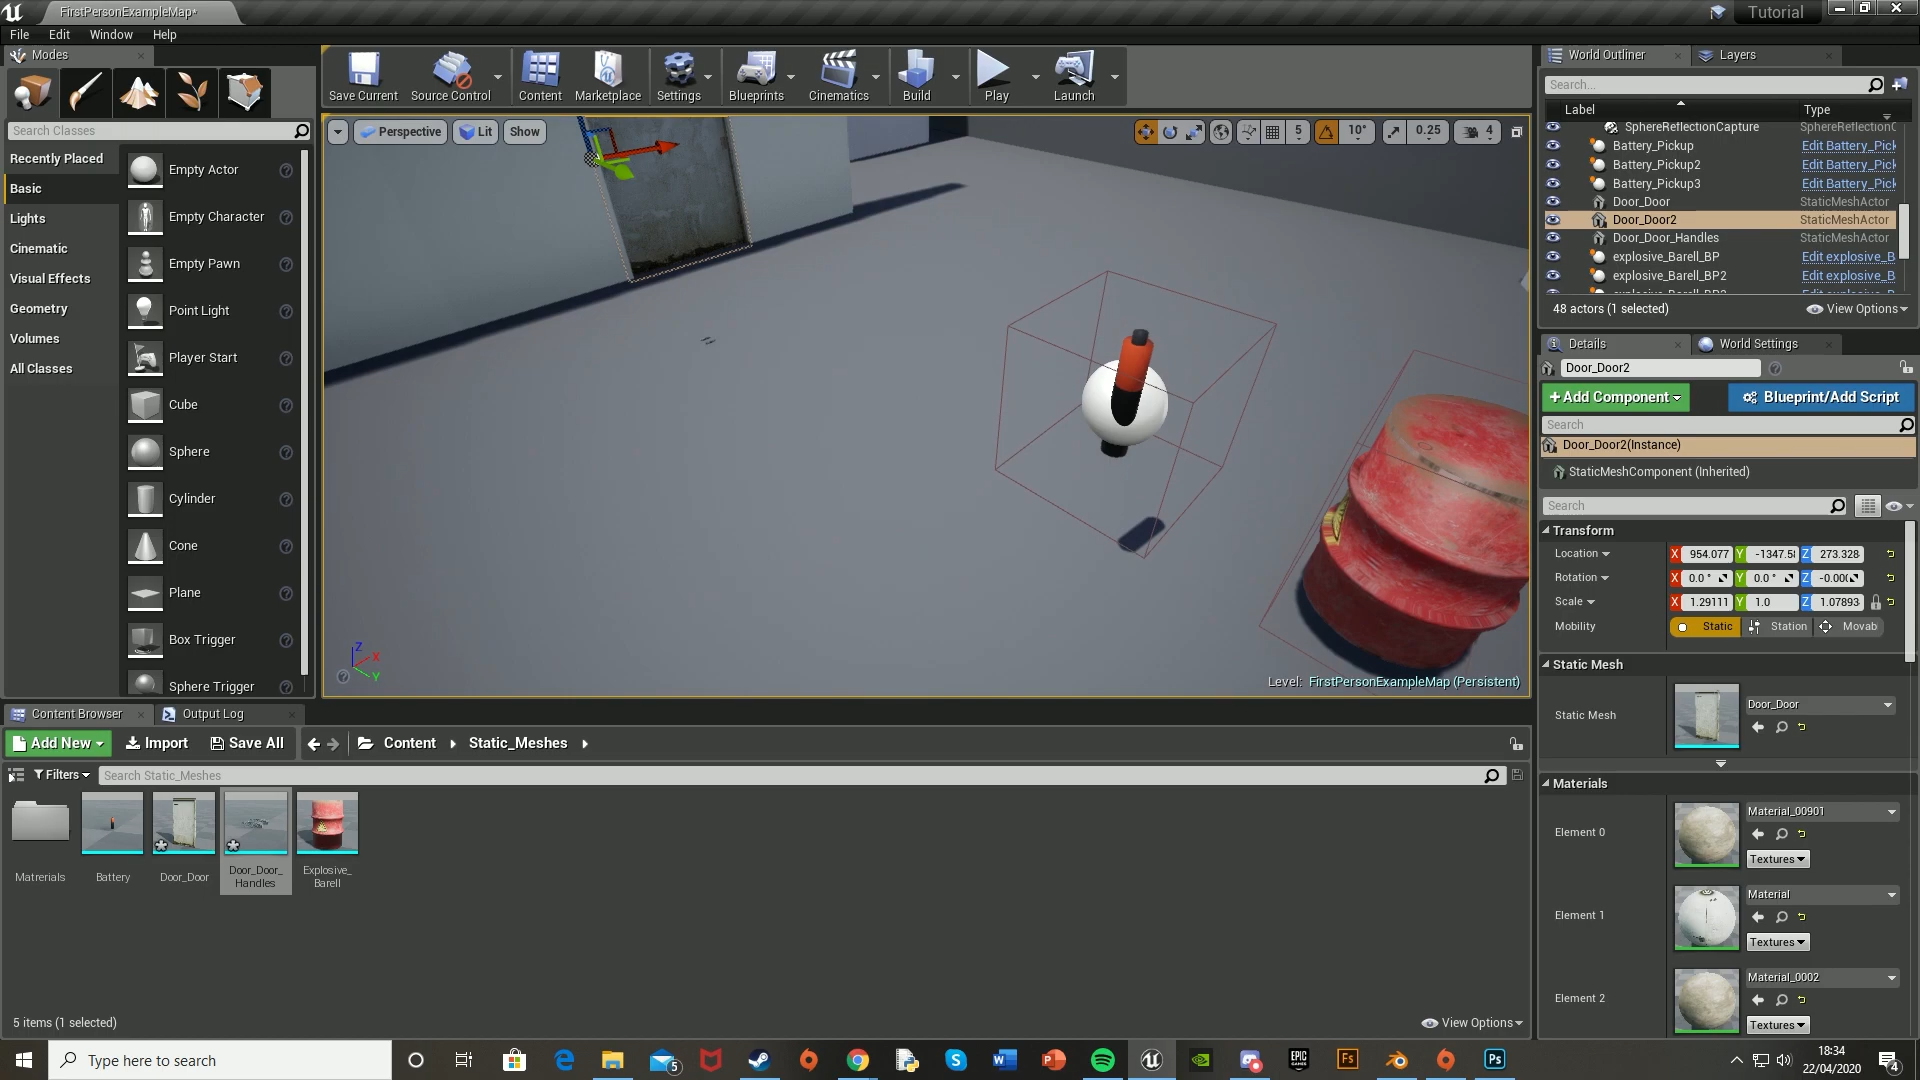 FirstPersonExampleMap*
Tutorial
File Edit Window Help
Modes
Search Classes
Recently Placed
Basic
Lights
Cinematic
Visual Effects
Geometry
Volumes
All Classes
Empty Actor
Empty Character
Empty Pawn
Point Light
Player Start
Cube
Sphere
Cylinder
Cone
Plane
Box Trigger
Sphere Trigger
Save Current Source Control Content Marketplace Settings Blueprints Cinematics Build Play Launch
Perspective Lit Show
5 10° 0.25 4
Z X Y
Level: FirstPersonExampleMap (Persistent)
World Outliner Layers
Search...
Label Type
SphereReflectionCapture SphereReflectionC
Battery_Pickup Edit Battery_Pick
Battery_Pickup2 Edit Battery_Pick
Battery_Pickup3 Edit Battery_Pick
Door_Door StaticMeshActor
Door_Door2 StaticMeshActor
Door_Door_Handles StaticMeshActor
explosive_Barell_BP Edit explosive_B
explosive_Barell_BP2 Edit explosive_B
48 actors (1 selected) View Options
Details World Settings
Door_Door2
+Add Component Blueprint/Add Script
Search
Door_Door2(Instance)
StaticMeshComponent (Inherited)
Search
Transform
Location X 954.077 Y -1347.5 Z 273.328
Rotation X 0.0 ° Y 0.0 ° Z -0.00
Scale X 1.29111 Y 1.0 Z 1.07893
Mobility Static Station Movab
Static Mesh
Static Mesh Door_Door
Materials
Element 0 Material_00901
Textures
Element 1 Material
Textures
Element 2 Material_0002
Textures
Content Browser Output Log
Add New Import Save All Content Static_Meshes
Filters Search Static_Meshes
Matrerials
Battery
Door_Door
Door_Door_
Handles
Explosive_
Barell
5 items (1 selected) View Options
Type here to search
5
EPIC
GAMES
Fs
Ps
18:34
22/04/2020
4